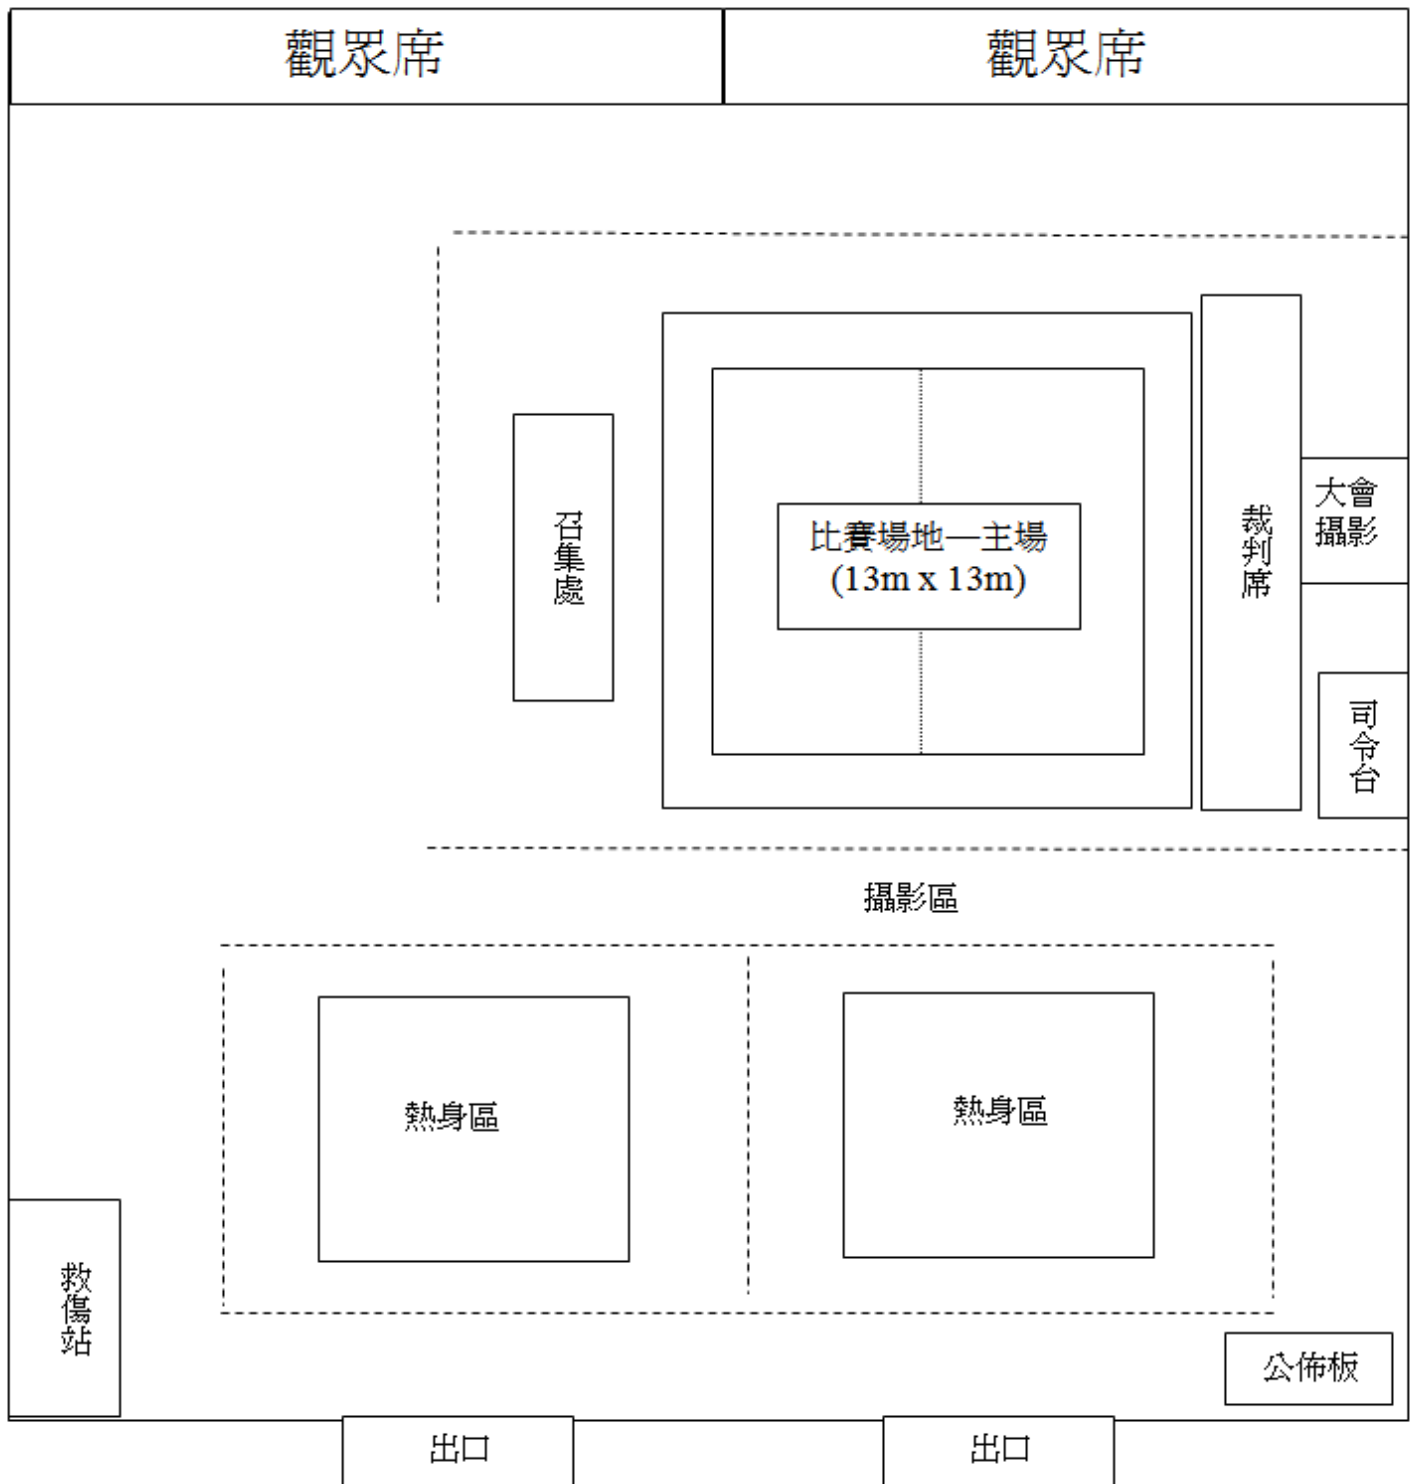 觀眾席
觀眾席
比賽場地—主場
(13m x 13m)
召集處
裁判席
大會
攝影
司令台
攝影區
熱身區
熱身區
救傷站
公佈板
出口
出口